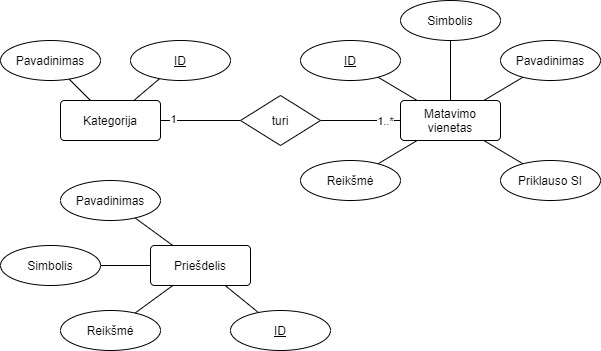 Simbolis
Pavadinimas
ID
ID
Pavadinimas
Kategorija
1
turi
1..*
Matavimo
vienetas
Reikšmė
Priklauso SI
Pavadinimas
Simbolis
Priešdelis
Reikšmė
ID